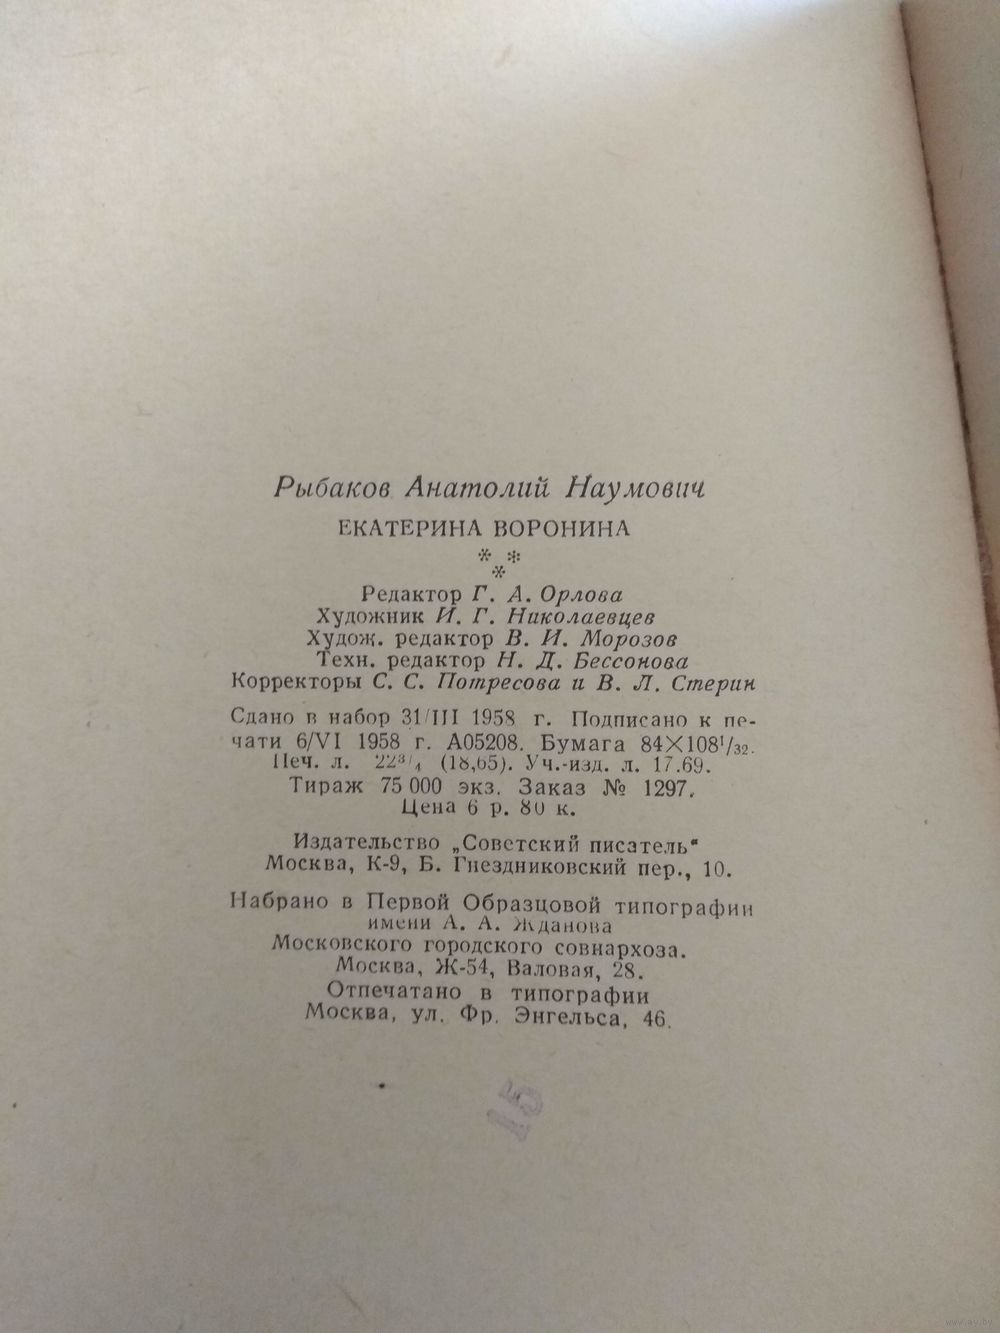 Рыбаков Анатолий Наумович
ЕКАТЕРИНА ВОРОНИНА
* *
*
Редактор Г. А. Орлова
Художник И. Г. Николаевцев
Худож. редактор В. И. Морозов
Техн. редактор Н. Д. Бессонова
Корректоры С. С. Потресова и В. Л. Стерин
Сдано в набор 31/III 1958 г. Подписано к пе-
чати 6/VI 1958 г. А05208. Бумага 84×108¹/₃₂.
Печ. л. 22³/₄ (18,65). Уч.-изд. л. 17.69.
Тираж 75 000 экз. Заказ № 1297.
Цена 6 р. 80 к.
Издательство „Советский писатель"
Москва, К-9, Б. Гнездниковский пер., 10.
Набрано в Первой Образцовой типографии
имени А. А. Жданова
Московского городского совнархоза.
Москва, Ж-54, Валовая, 28.
Отпечатано в типографии
Москва, ул. Фр. Энгельса, 46.
15
www.ay.by